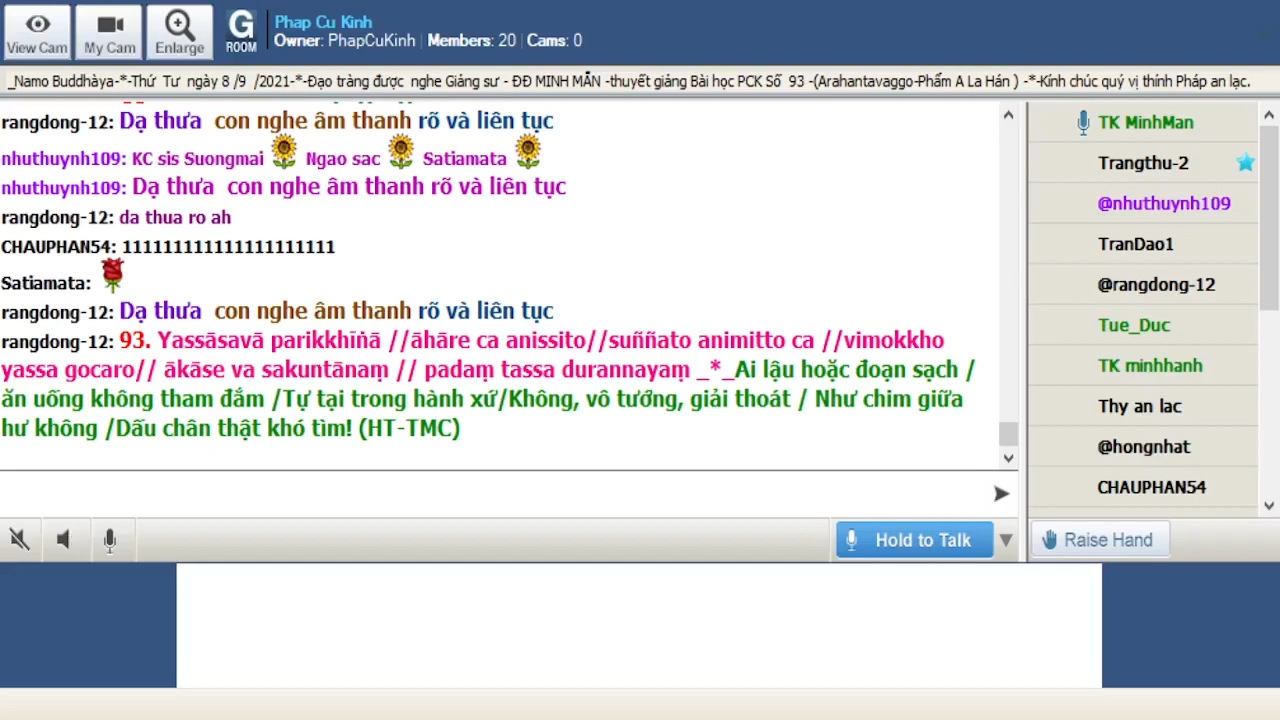 View Cam
My Cam
Enlarge
G
ROOM
Phap Cu Kinh
Owner: PhapCuKinh | Members: 20 | Cams: 0
_Namo Buddhàya-*-Thứ Tư ngày 8 /9 /2021-*-Đạo tràng được nghe Giảng sư - ĐĐ MINH MẪN -thuyết giảng Bài học PCK Số 93 -(Arahantavaggo-Phẩm A La Hán ) -*-Kính chúc quý vị thính Pháp an lạc.
rangdong-12: Dạ thưa con nghe âm thanh rõ và liên tục
nhuthuynh109: KC sis Suongmai Ngao sac Satiamata
nhuthuynh109: Dạ thưa con nghe âm thanh rõ và liên tục
rangdong-12: da thua ro ah
CHAUPHAN54: 111111111111111111111
Satiamata:
rangdong-12: Dạ thưa con nghe âm thanh rõ và liên tục
rangdong-12: 93. Yassāsavā parikkhīṅā //āhāre ca anissito//suññato animitto ca //vimokkho
yassa gocaro// ākāse va sakuntānaṃ // padaṃ tassa durannayaṃ _*_Ai lậu hoặc đoạn sạch /
ăn uống không tham đắm /Tự tại trong hành xứ/Không, vô tướng, giải thoát / Như chim giữa
hư không /Dấu chân thật khó tìm! (HT-TMC)
TK MinhMan
Trangthu-2
@nhuthuynh109
TranDao1
@rangdong-12
Tue_Duc
TK minhhanh
Thy an lac
@hongnhat
CHAUPHAN54
Hold to Talk
Raise Hand